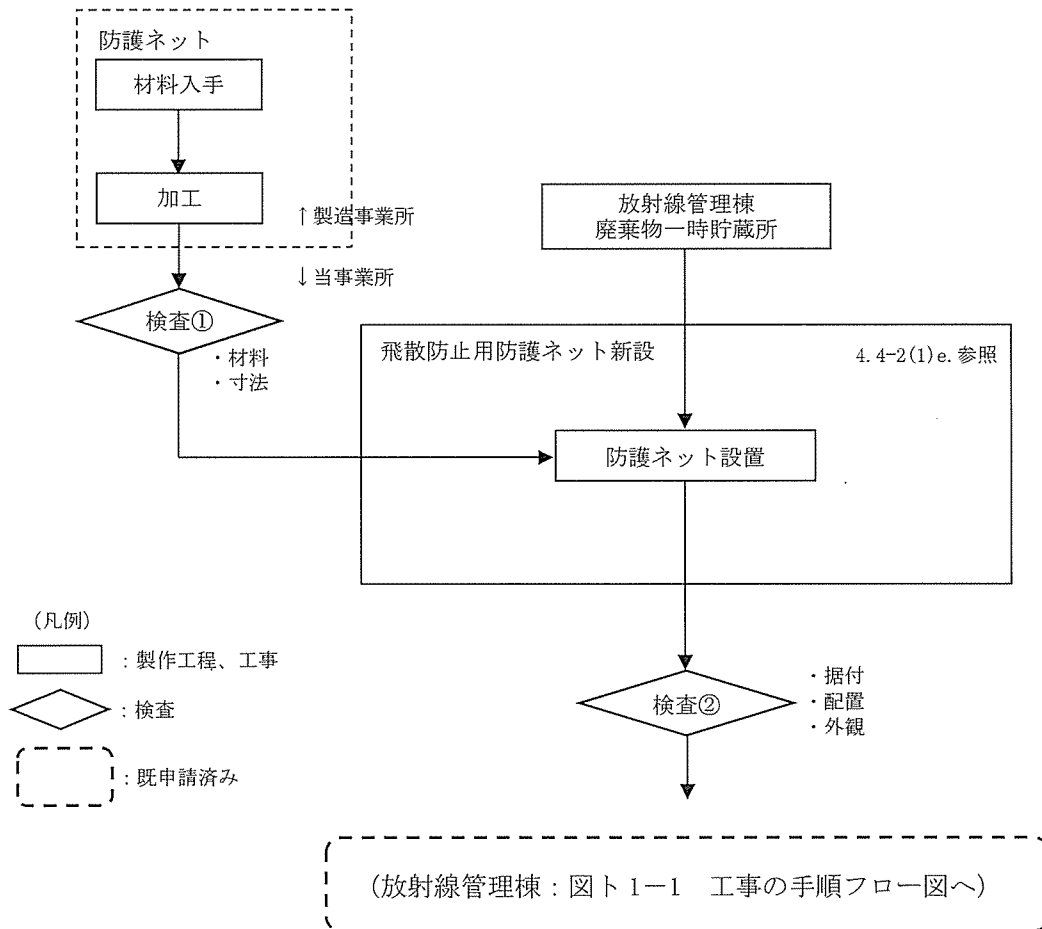 防護ネット
材料入手
加工
↑製造事業所
↓当事業所
検査①
・材料
・寸法
放射線管理棟
廃棄物一時貯蔵所
飛散防止用防護ネット新設
4.4-2(1)e.参照
防護ネット設置
検査②
・据付
・配置
・外観
(凡例)
：製作工程、工事
：検査
：既申請済み
(放射線管理棟：図ト1－1　工事の手順フロー図へ)